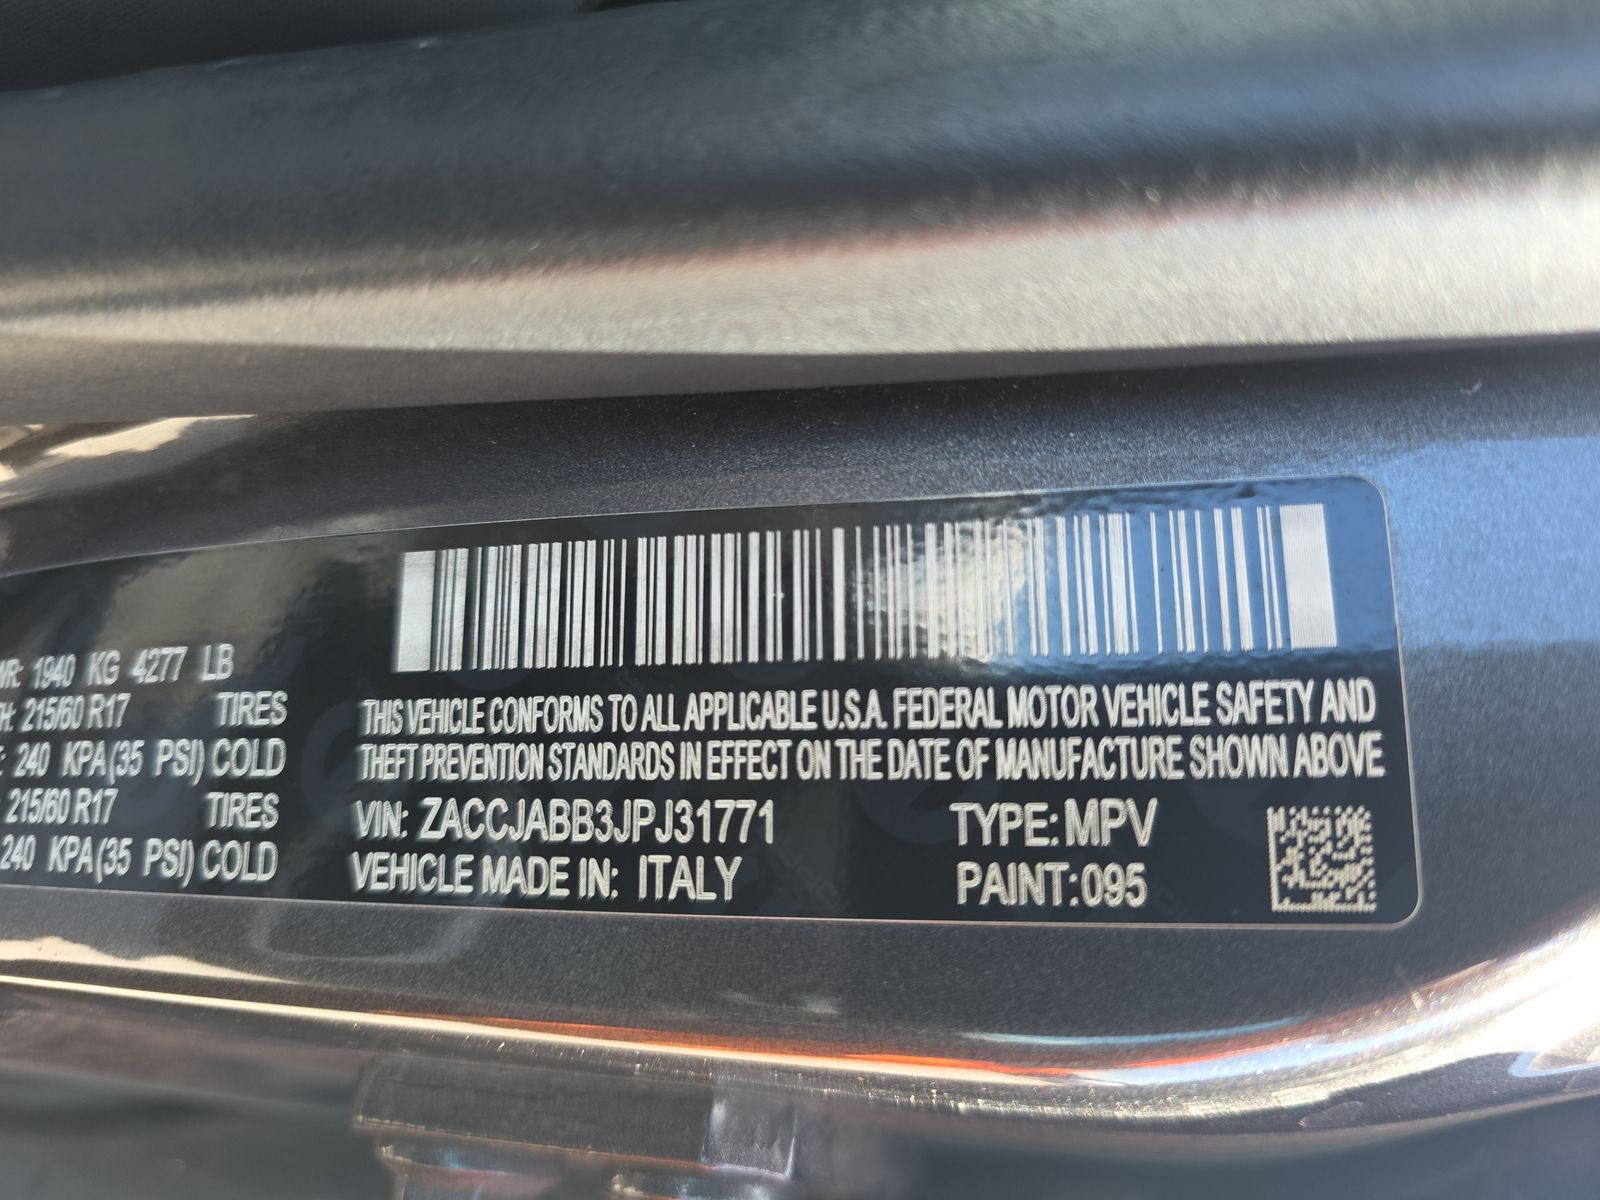 WR: 1940 KG 4277 LB
TH: 215/60 R17 TIRES
: 240 KPA(35 PSI) COLD
: 215/60 R17 TIRES
240 KPA(35 PSI) COLD
THIS VEHICLE CONFORMS TO ALL APPLICABLE U.S.A. FEDERAL MOTOR VEHICLE SAFETY AND
THEFT PREVENTION STANDARDS IN EFFECT ON THE DATE OF MANUFACTURE SHOWN ABOVE
VIN: ZACCJABB3JPJ31771 TYPE: MPV
VEHICLE MADE IN: ITALY PAINT: 095